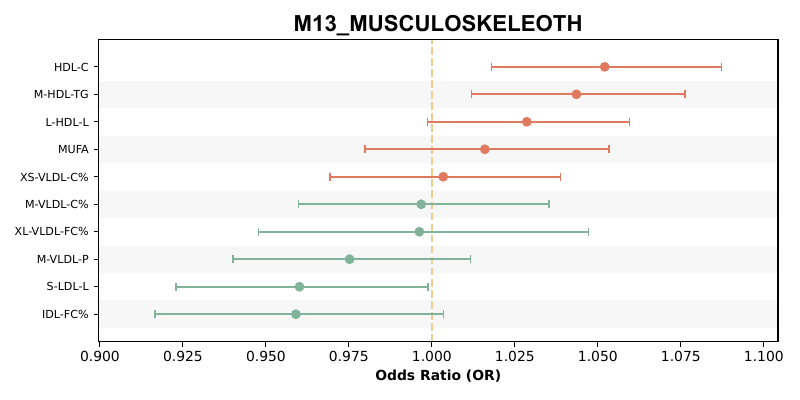 M13_MUSCULOSKELEOTH
HDL-C
M-HDL-TG
L-HDL-L
MUFA
XS-VLDL-C%
M-VLDL-C%
XL-VLDL-FC%
M-VLDL-P
S-LDL-L
IDL-FC%
0.900 0.925 0.950 0.975 1.000 1.025 1.050 1.075 1.100
Odds Ratio (OR)